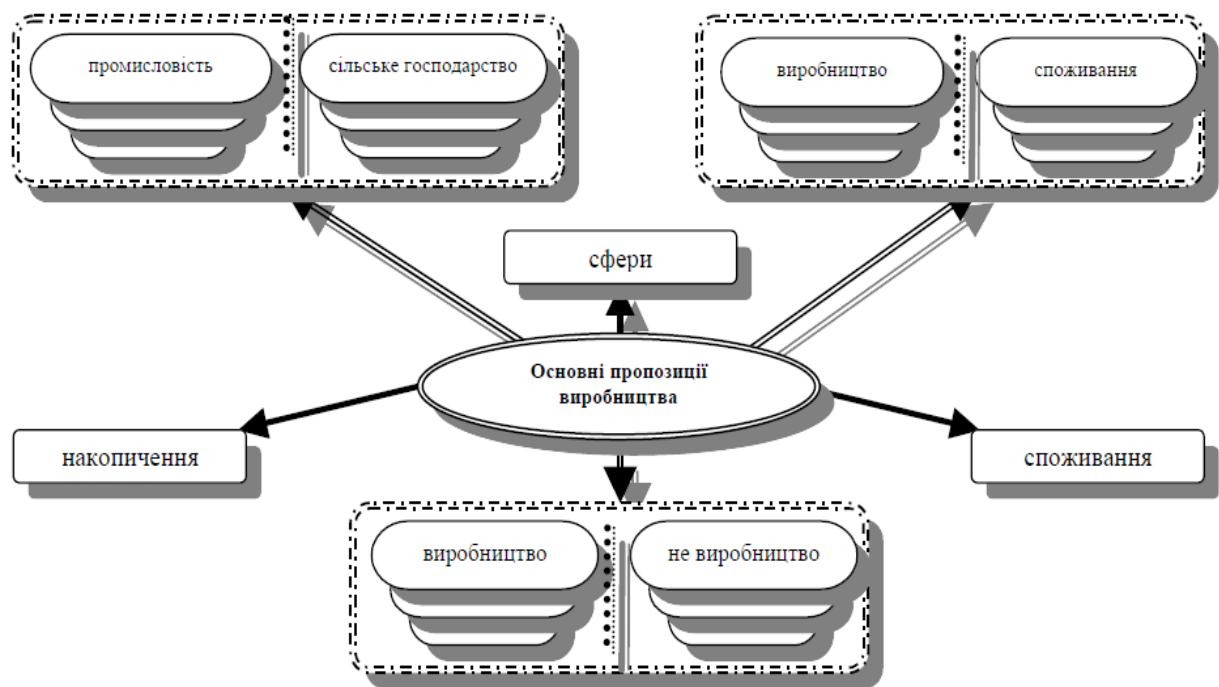 промисловість
сільське господарство
виробництво
споживання
сфери
Основні пропозиції
виробництва
накопичення
споживання
виробництво
не виробництво